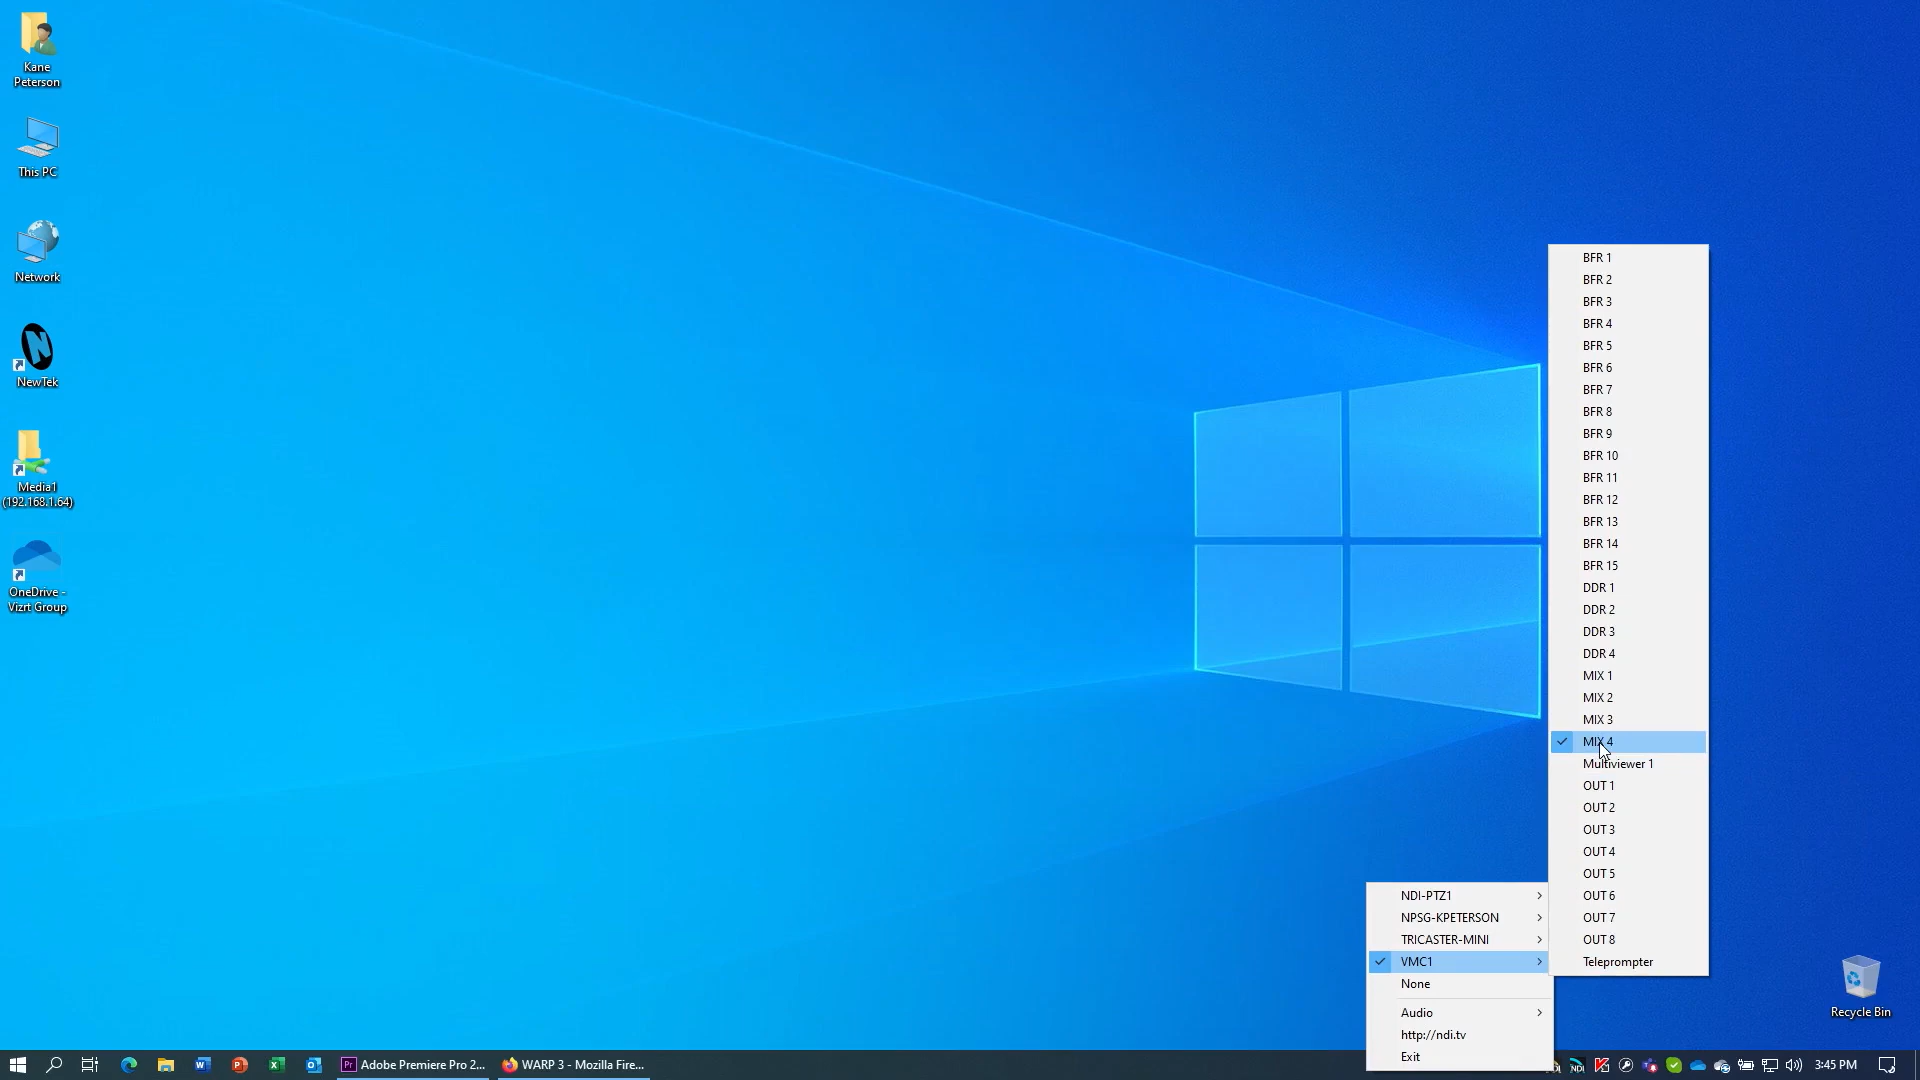 Kane
Peterson
This PC
Network
NewTek
Media1
(192.168.1.64)
OneDrive -
Vizrt Group
BFR 1
BFR 2
BFR 3
BFR 4
BFR 5
BFR 6
BFR 7
BFR 8
BFR 9
BFR 10
BFR 11
BFR 12
BFR 13
BFR 14
BFR 15
DDR 1
DDR 2
DDR 3
DDR 4
MIX 1
MIX 2
MIX 3
MIX 4
Multiviewer 1
OUT 1
OUT 2
OUT 3
OUT 4
OUT 5
OUT 6
OUT 7
OUT 8
Teleprompter
NDI-PTZ1
NPSG-KPETERSON
TRICASTER-MINI
VMC1
None
Audio
http://ndi.tv
Exit
Recycle Bin
Adobe Premiere Pro 2...
WARP 3 - Mozilla Fire...
NDI
3:45 PM